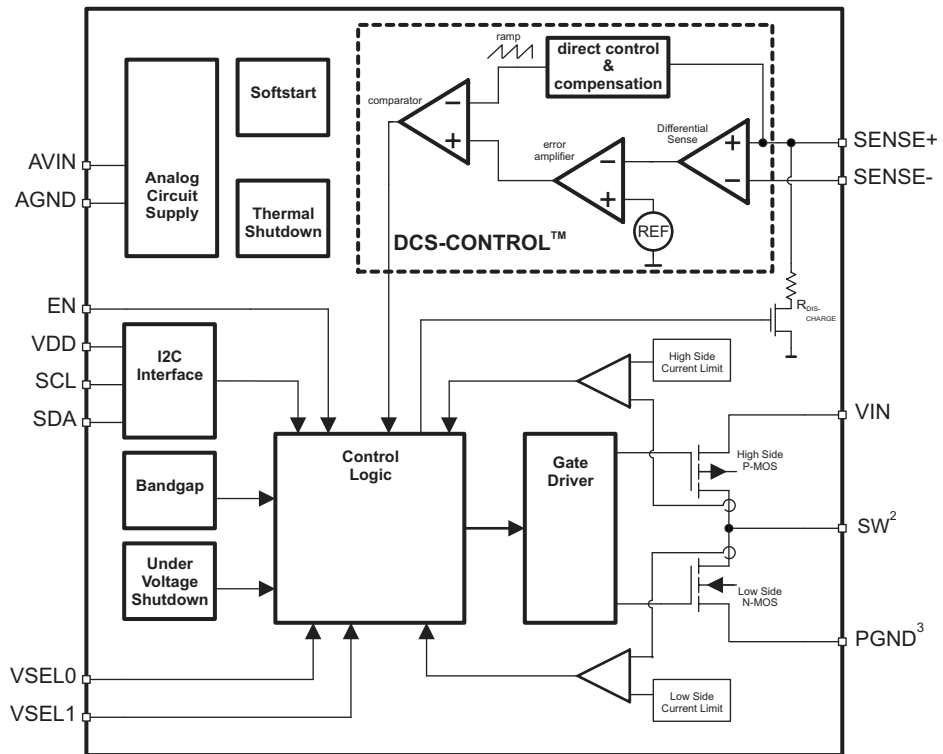 ramp
direct control
&
compensation
Softstart
comparator
−
+
Differential
Sense
error
amplifier
−
+
+
−
SENSE+
SENSE-
AVIN
AGND
Analog
Circuit
Supply
Thermal
Shutdown
REF
DCS-CONTROL™
EN
VDD
SCL
SDA
I2C
Interface
RDIS-
CHARGE
High Side
Current Limit
VIN
Control
Logic
Gate
Driver
High Side
P-MOS
Bandgap
SW²
Under
Voltage
Shutdown
Low Side
N-MOS
PGND³
VSEL0
VSEL1
Low Side
Current Limit